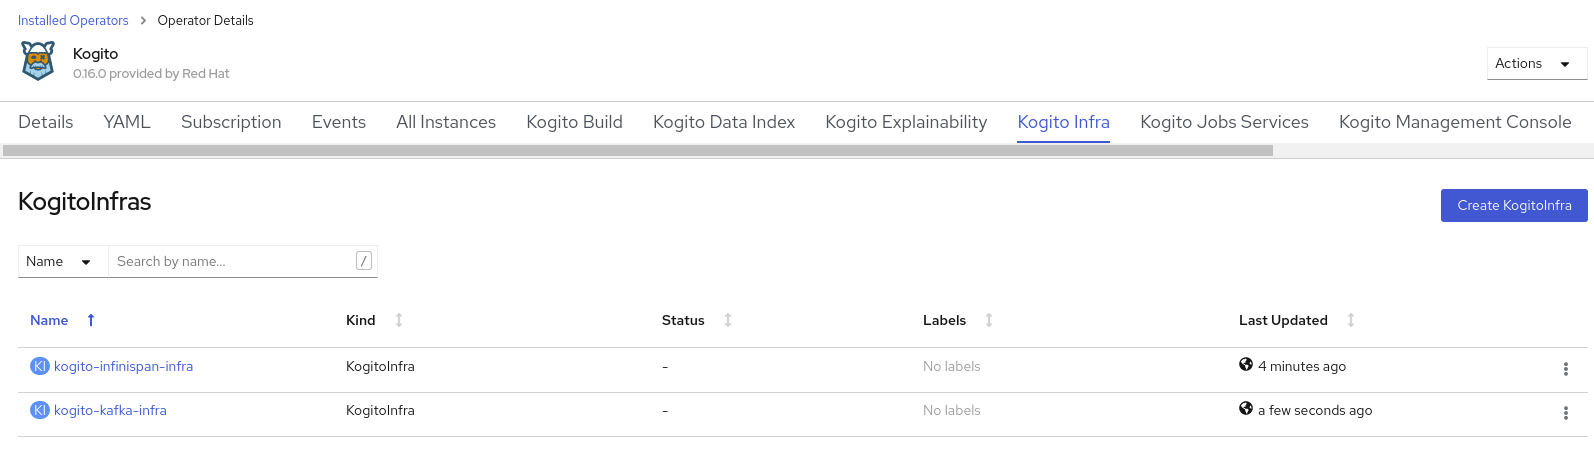 Installed Operators > Operator Details
Kogito
0.16.0 provided by Red Hat
Actions
Details YAML Subscription Events All Instances Kogito Build Kogito Data Index Kogito Explainability Kogito Infra Kogito Jobs Services Kogito Management Console
KogitoInfras
Create KogitoInfra
Name Search by name... /
Name Kind Status Labels Last Updated
KI kogito-infinispan-infra KogitoInfra - No labels 4 minutes ago
KI kogito-kafka-infra KogitoInfra - No labels a few seconds ago